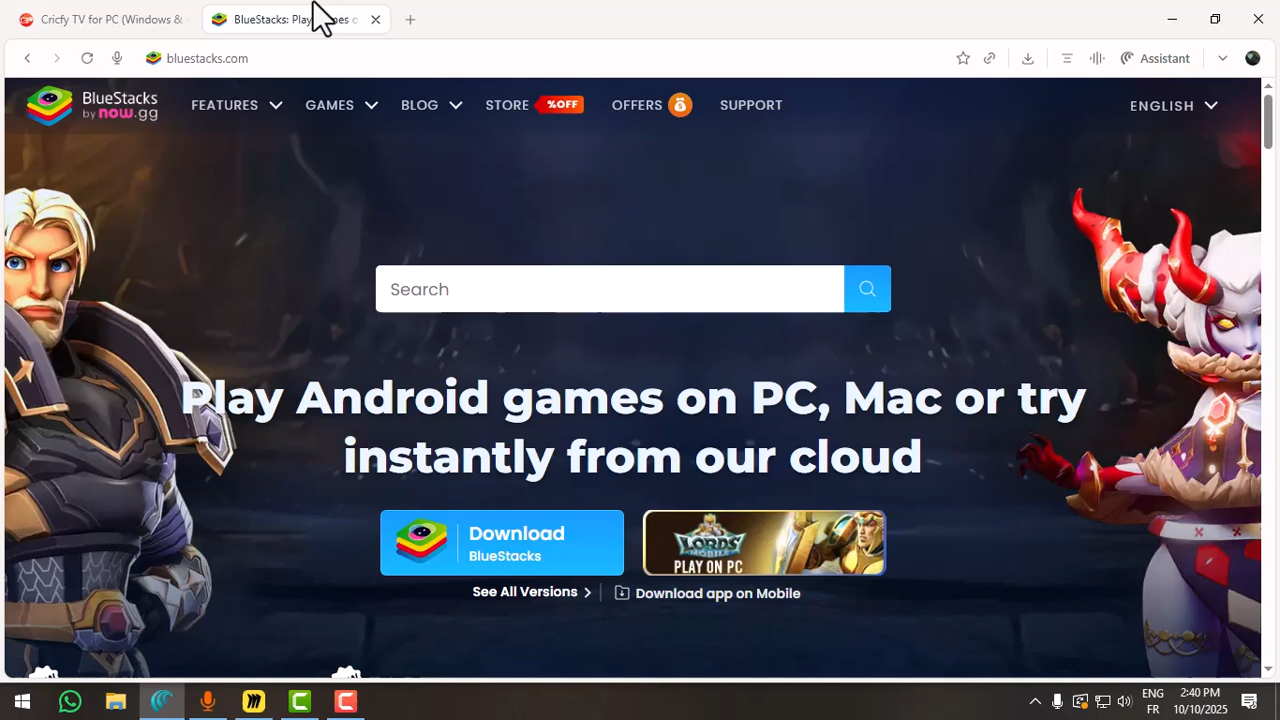 Cricfy TV for PC (Windows &
BlueStacks: Play
es o
bluestacks.com
Assistant
BlueStacks
by now.gg
FEATURES
GAMES
BLOG
STORE
%OFF
OFFERS
SUPPORT
ENGLISH
Search
Play Android games on PC, Mac or try
instantly from our cloud
Download
BlueStacks
LORDS
MOBILE
PLAY ON PC
See All Versions
Download app on Mobile
ENG
FR
2:40 PM
10/10/2025